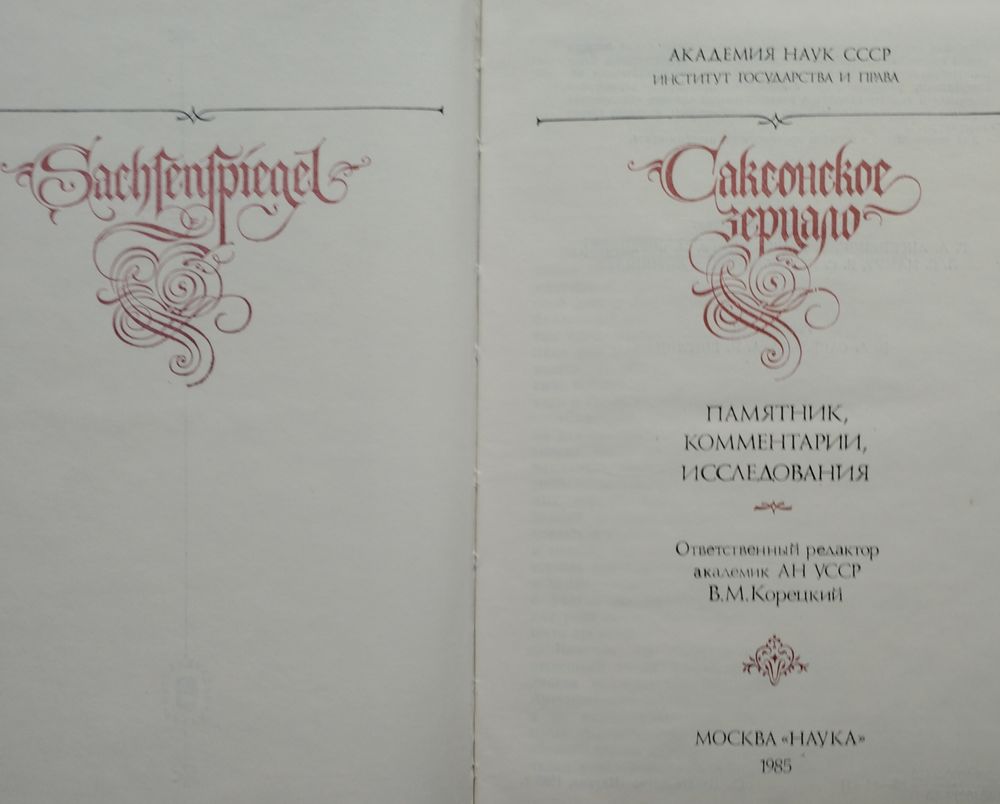 Sachsenspiegel
АКАДЕМИЯ НАУК СССР
ИНСТИТУТ ГОСУДАРСТВА И ПРАВА
Саксонское
зерцало
ПАМЯТНИК,
КОММЕНТАРИИ,
ИССЛЕДОВАНИЯ
Ответственный редактор
академик АН УССР
В.М.Корецкий
МОСКВА «НАУКА»
1985